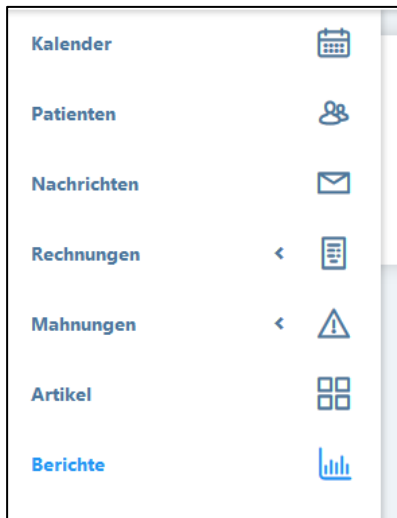 Kalender
Patienten
Nachrichten
Rechnungen
Mahnungen
Artikel
Berichte